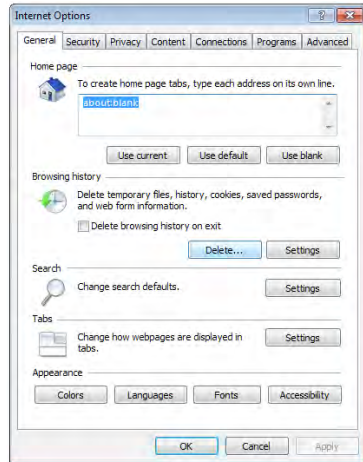 Internet Options
General Security Privacy Content Connections Programs Advanced
Home page
To create home page tabs, type each address on its own line.
about:blank
Use current Use default Use blank
Browsing history
Delete temporary files, history, cookies, saved passwords,
and web form information.
Delete browsing history on exit
Delete... Settings
Search
Change search defaults.
Settings
Tabs
Change how webpages are displayed in
tabs.
Settings
Appearance
Colors Languages Fonts Accessibility
OK Cancel Apply